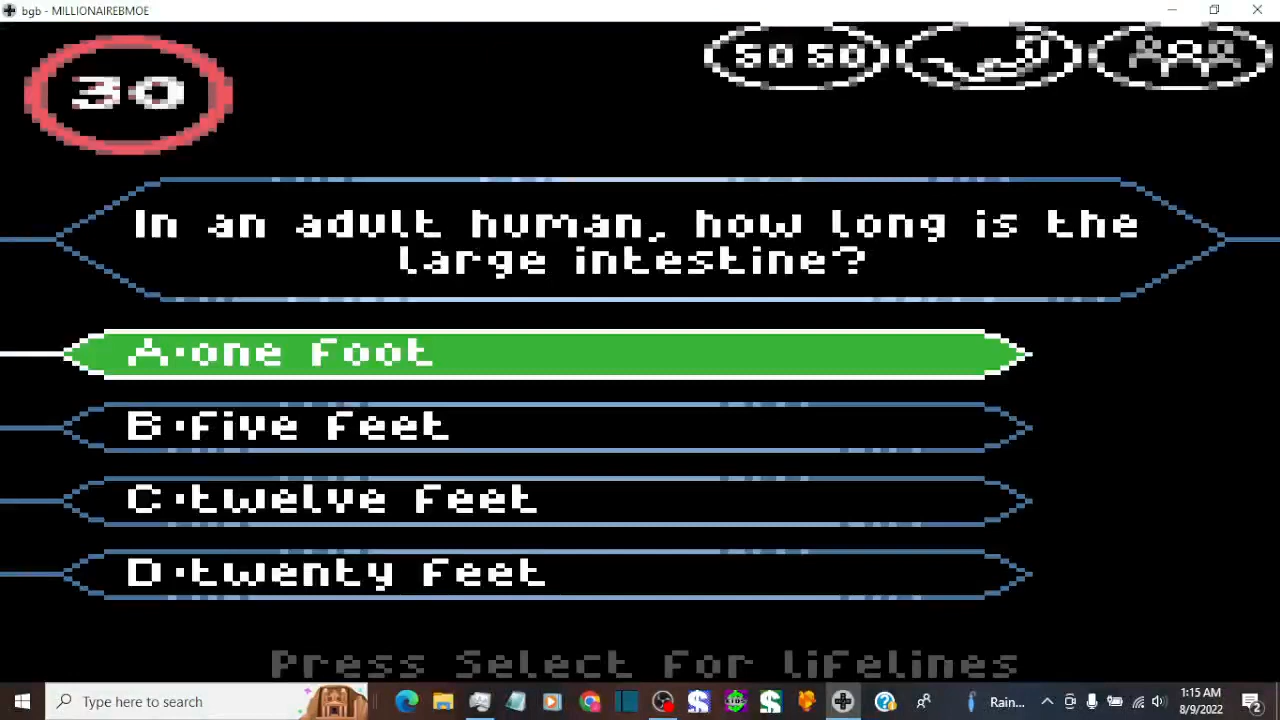 bgb - MILLIONAIREBMOE
30
50 50
In an adult human, how long is the
large intestine?
A·one foot
B·five feet
C·twelve feet
D·twenty feet
Press Select for lifelines
Type here to search
Rain...
1:15 AM
8/9/2022
2